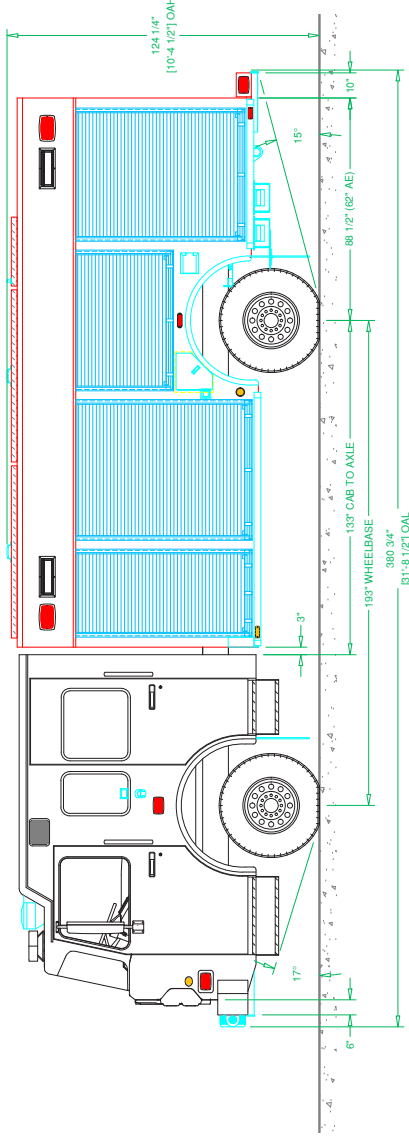 124 1/4"
[10'-4 1/2"] OAH
10"
15°
88 1/2" (62" AE)
133" CAB TO AXLE
193" WHEELBASE
380 3/4"
[31'-8 1/2"] OAL
3"
17°
6"